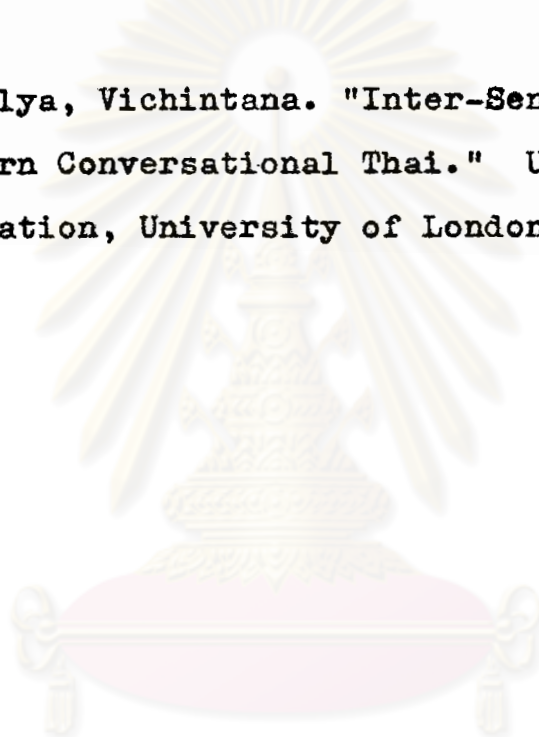 lya, Vichintana. "Inter-Sen
rn Conversational Thai." U
ation, University of London